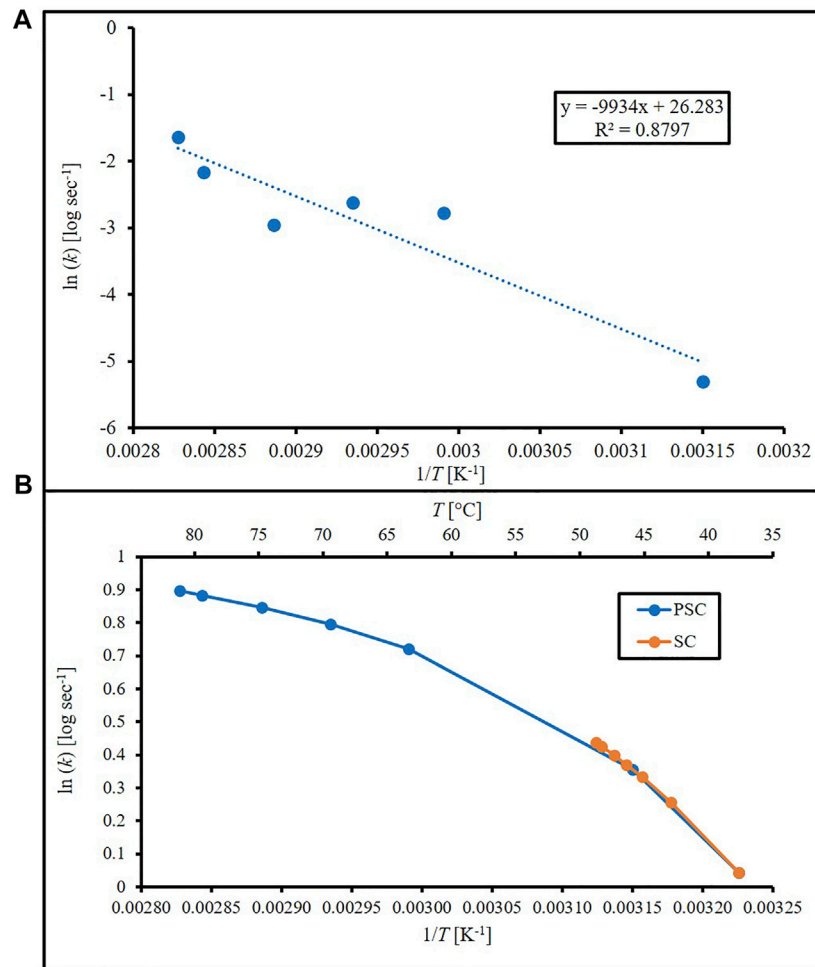 A
0
-1
-2
-3
-4
-5
-6
ln (k) [log sec-1]
y = -9934x + 26.283
R² = 0.8797
0.0028 0.00285 0.0029 0.00295 0.003 0.00305 0.0031 0.00315 0.0032
1/T [K-1]
B
T [°C]
80 75 70 65 60 55 50 45 40 35
1
0.9
0.8
0.7
0.6
0.5
0.4
0.3
0.2
0.1
0
ln (k) [log sec-1]
PSC
SC
0.00280 0.00285 0.00290 0.00295 0.00300 0.00305 0.00310 0.00315 0.00320 0.00325
1/T [K-1]